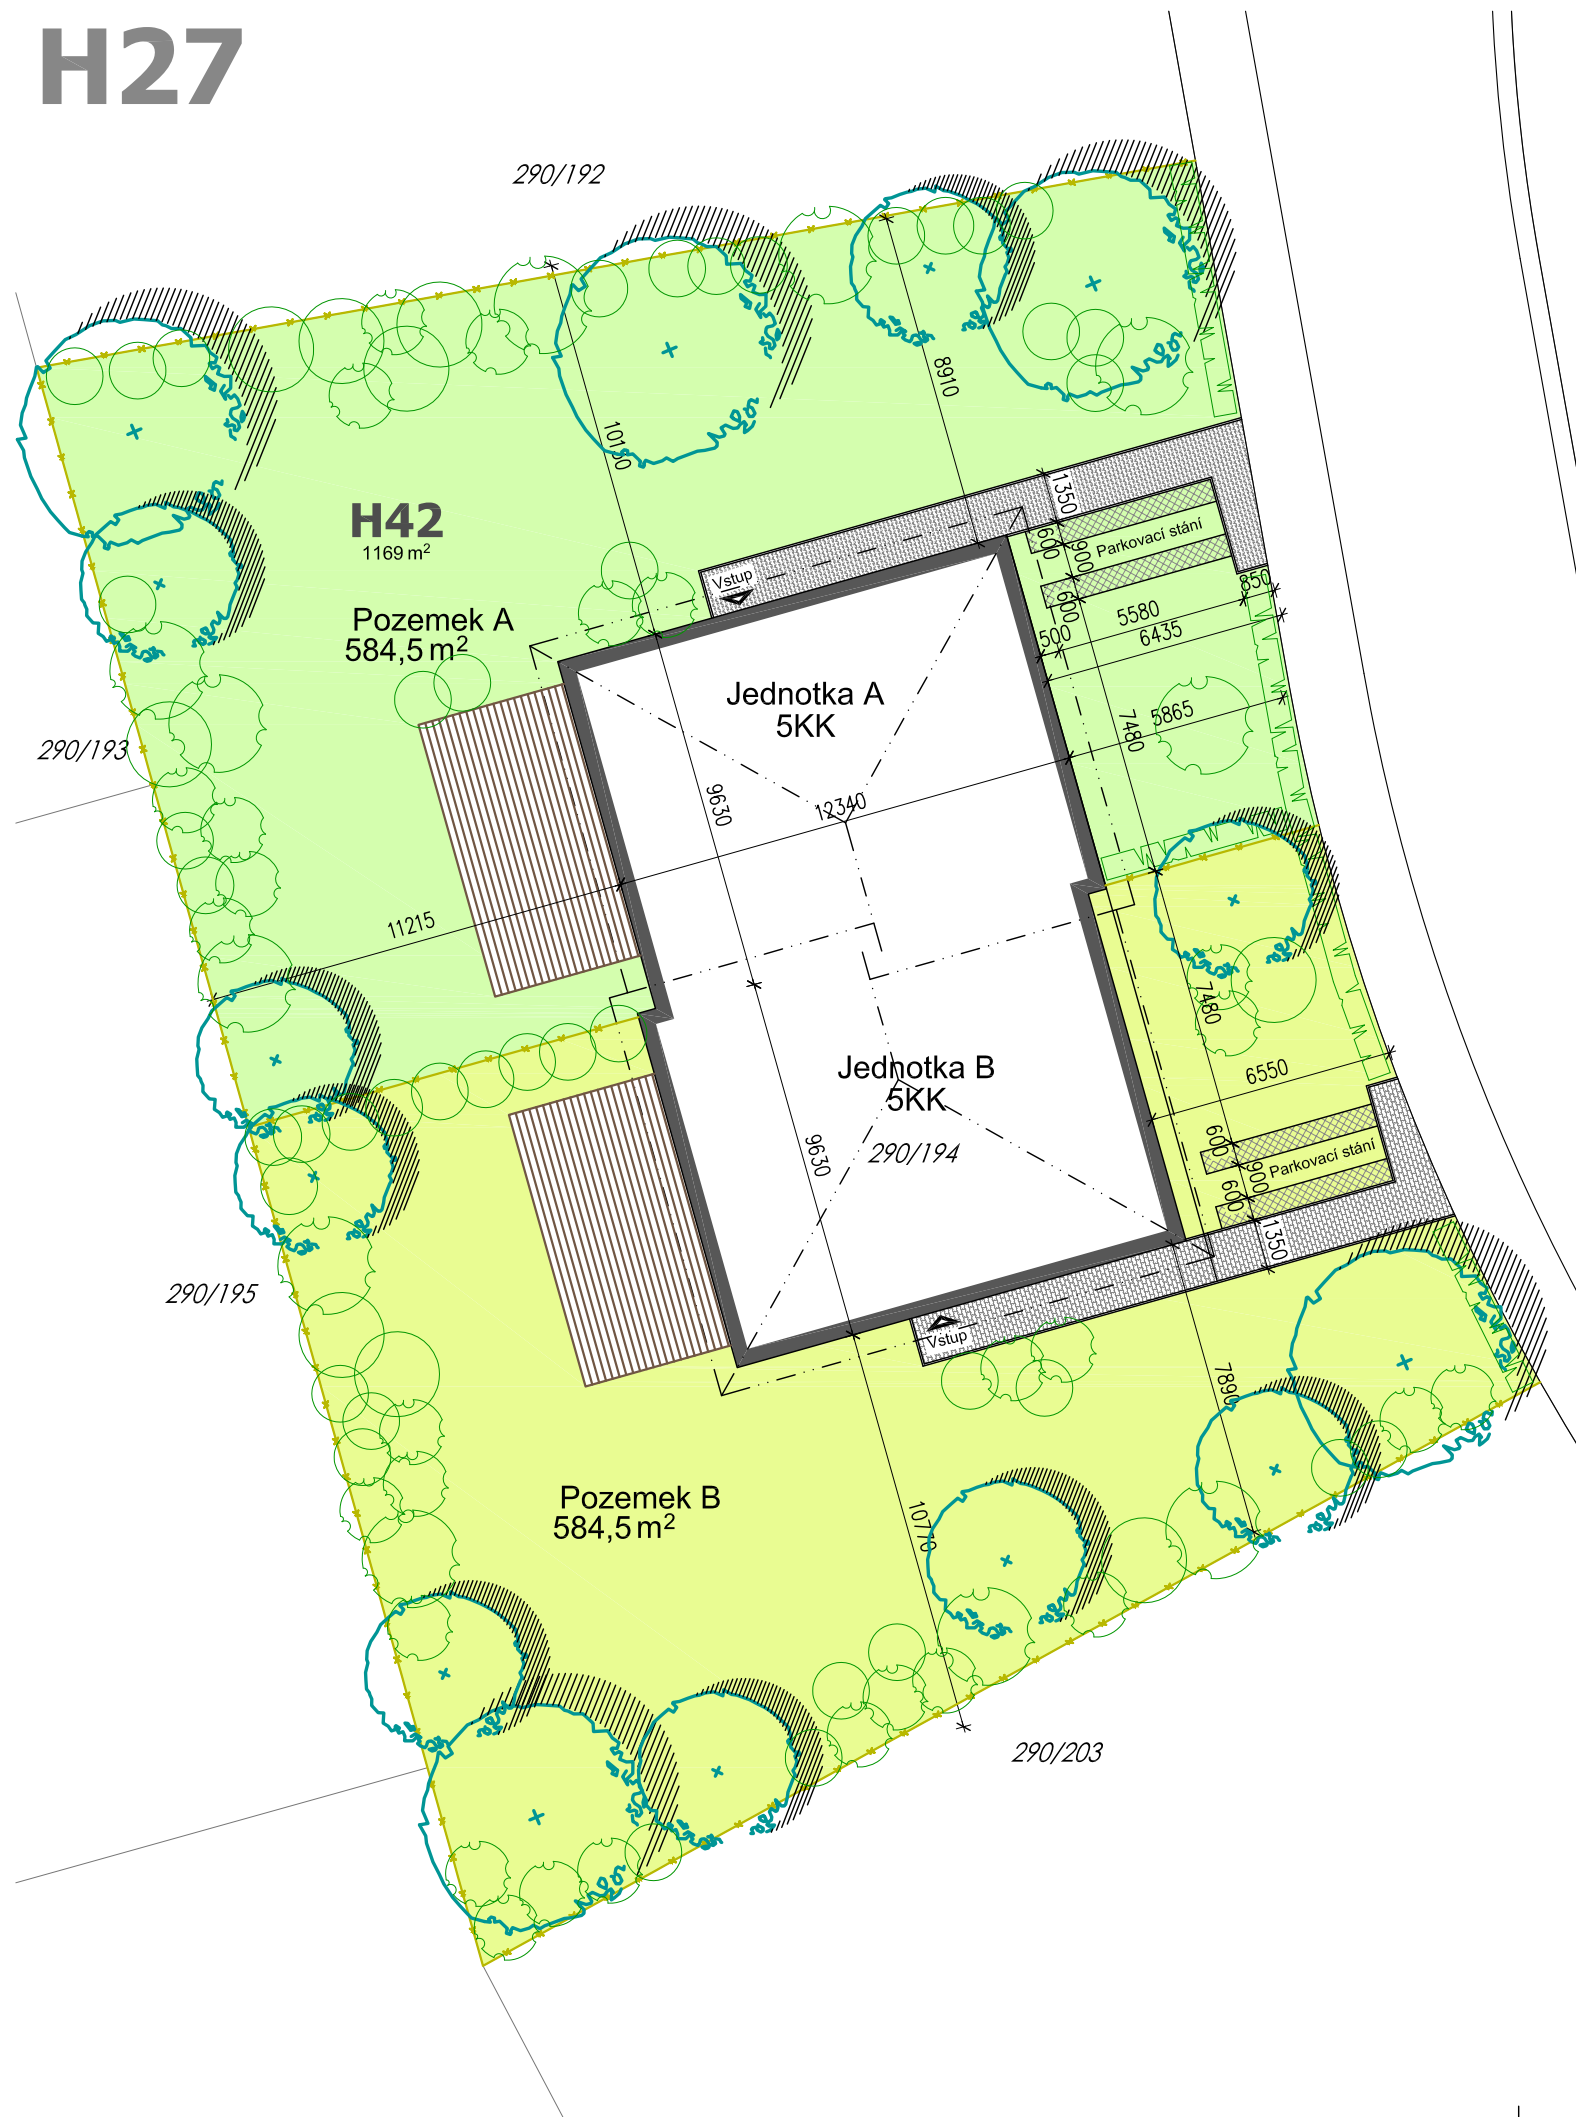 H27
290/192
8910
10130
H42
1169 m²
1350
Parkovací stání
600
900
600
Vstup
850
Pozemek A
584,5 m²
5580
6435
500
Jednotka A
5KK
5865
7480
290/193
9630
12340
11215
7480
6550
Jednotka B
5KK
290/194
9630
600
900
600
Parkovací stání
1350
290/195
Vstup
7890
Pozemek B
584,5 m²
10770
290/203